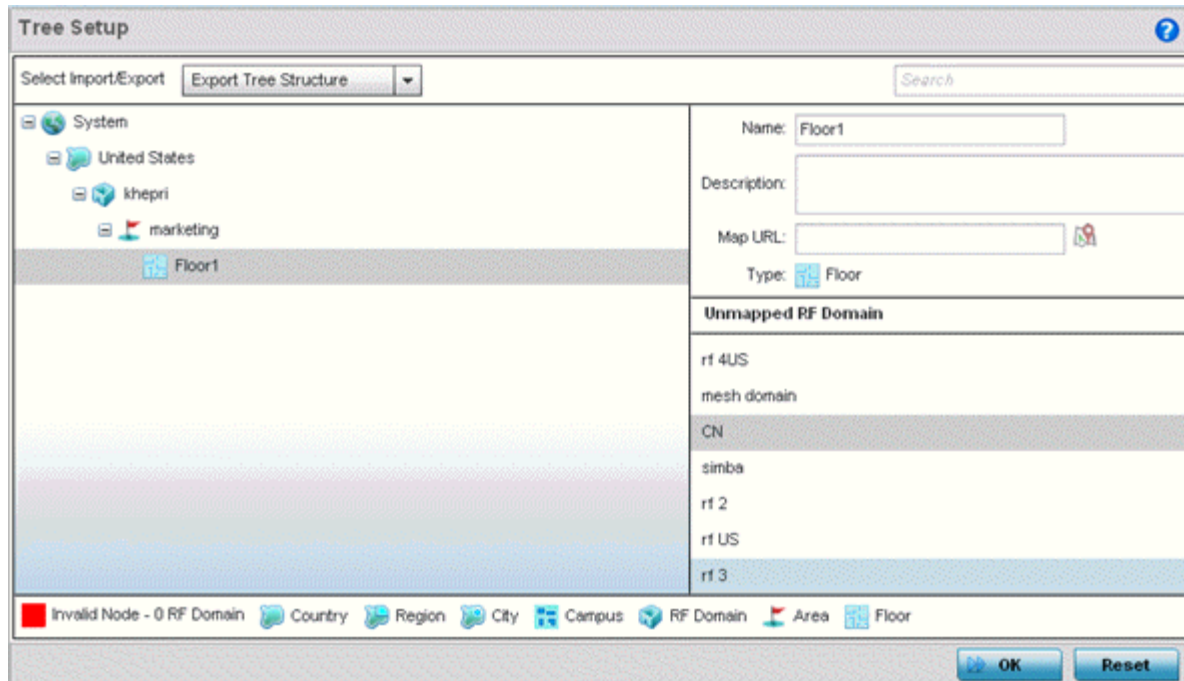 Tree Setup
Select Import/Export
Export Tree Structure
Search
System
United States
khepri
marketing
Floor1
Name: Floor1
Description:
Map URL:
Type: Floor
Unmapped RF Domain
rf 4US
mesh domain
CN
simba
rf 2
rf US
rf 3
Invalid Node - 0 RF Domain Country Region City Campus RF Domain Area Floor
OK Reset